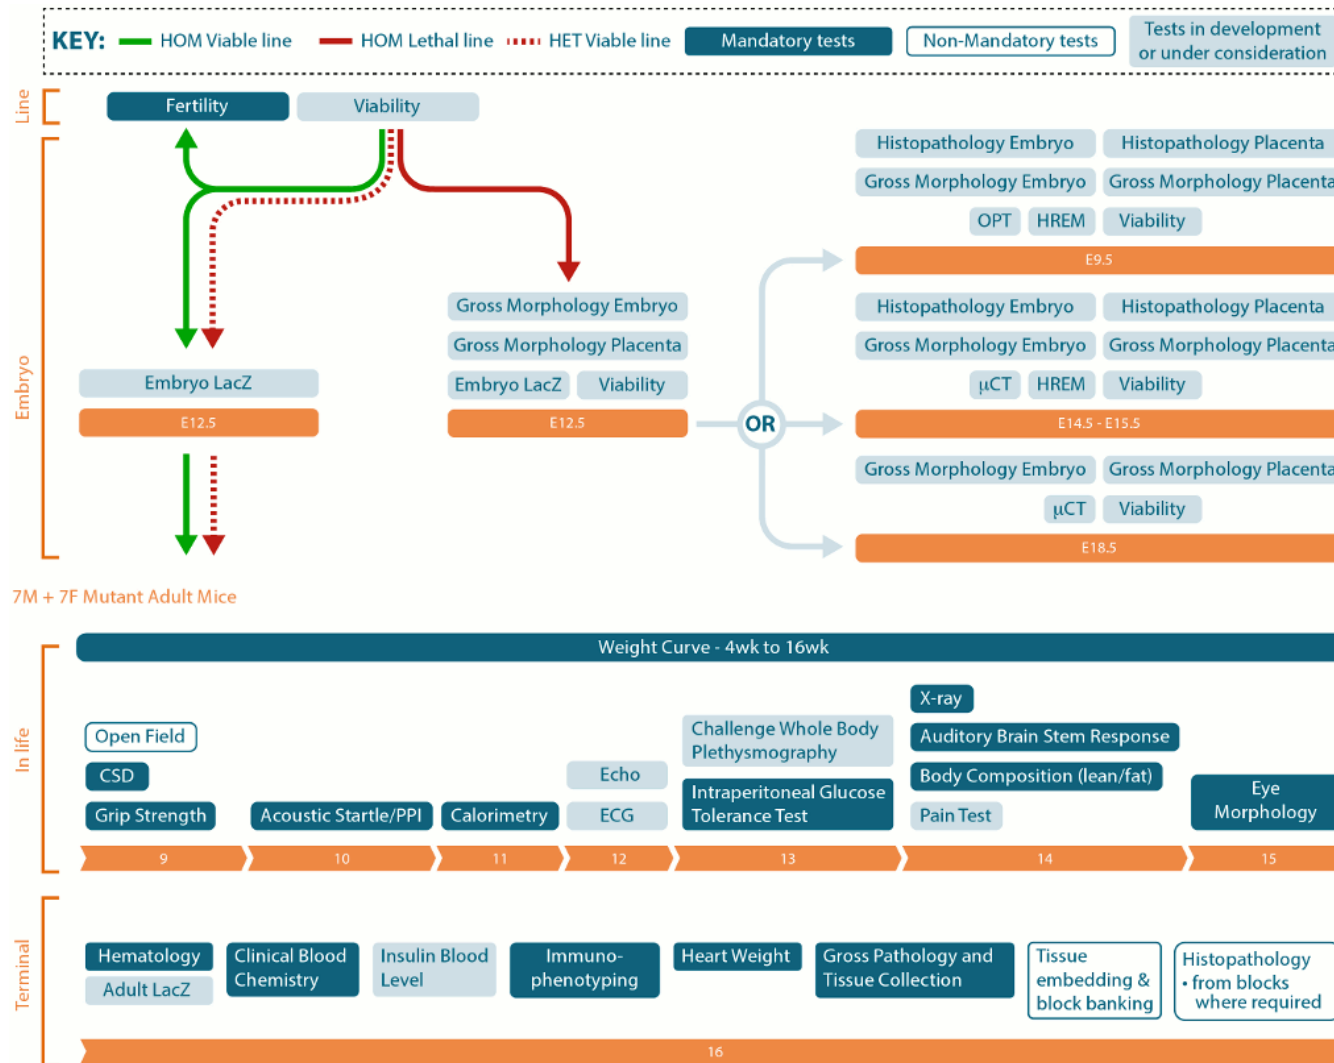 KEY: HOM Viable line HOM Lethal line HET Viable line Mandatory tests Non-Mandatory tests Tests in development
or under consideration
Line
Fertility Viability
Embryo
Histopathology Embryo Histopathology Placenta
Gross Morphology Embryo Gross Morphology Placenta
OPT HREM Viability
E9.5
Gross Morphology Embryo
Gross Morphology Placenta
Embryo LacZ Viability
E12.5
Embryo LacZ
E12.5
OR
Histopathology Embryo Histopathology Placenta
Gross Morphology Embryo Gross Morphology Placenta
μCT HREM Viability
E14.5 - E15.5
Gross Morphology Embryo Gross Morphology Placenta
μCT Viability
E18.5
7M + 7F Mutant Adult Mice
In life
Weight Curve - 4wk to 16wk
Open Field
CSD
Grip Strength
Acoustic Startle/PPI
Calorimetry
Echo
ECG
Challenge Whole Body
Plethysmography
Intraperitoneal Glucose
Tolerance Test
X-ray
Auditory Brain Stem Response
Body Composition (lean/fat)
Pain Test
Eye
Morphology
9 10 11 12 13 14 15
Terminal
Hematology
Adult LacZ
Clinical Blood
Chemistry
Insulin Blood
Level
Immuno-
phenotyping
Heart Weight
Gross Pathology and
Tissue Collection
Tissue
embedding &
block banking
Histopathology
• from blocks
where required
16